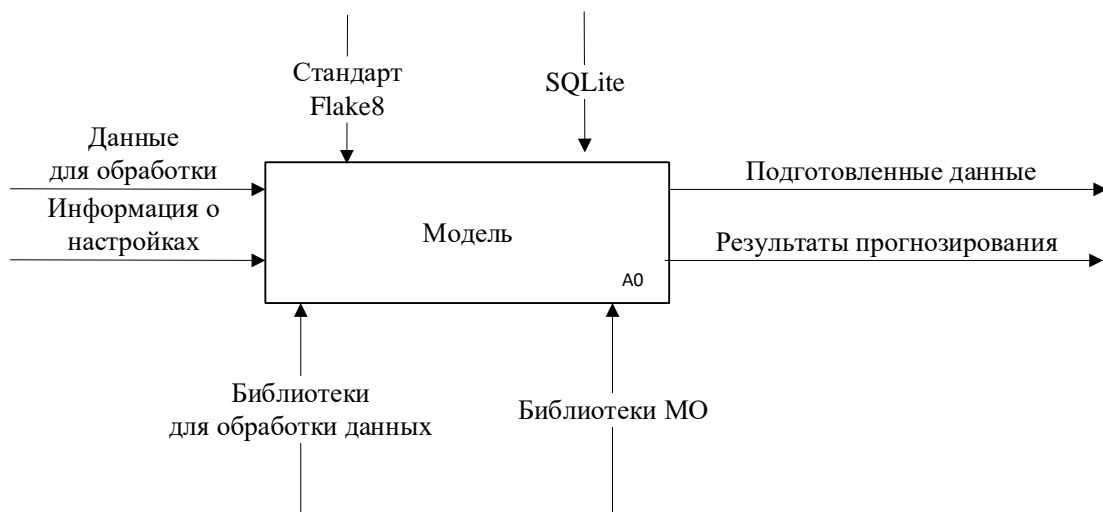 Стандарт
Flake8
SQLite
Данные
для обработки
Информация о
настройках
Модель
A0
Подготовленные данные
Результаты прогнозирования
Библиотеки
для обработки данных
Библиотеки МО